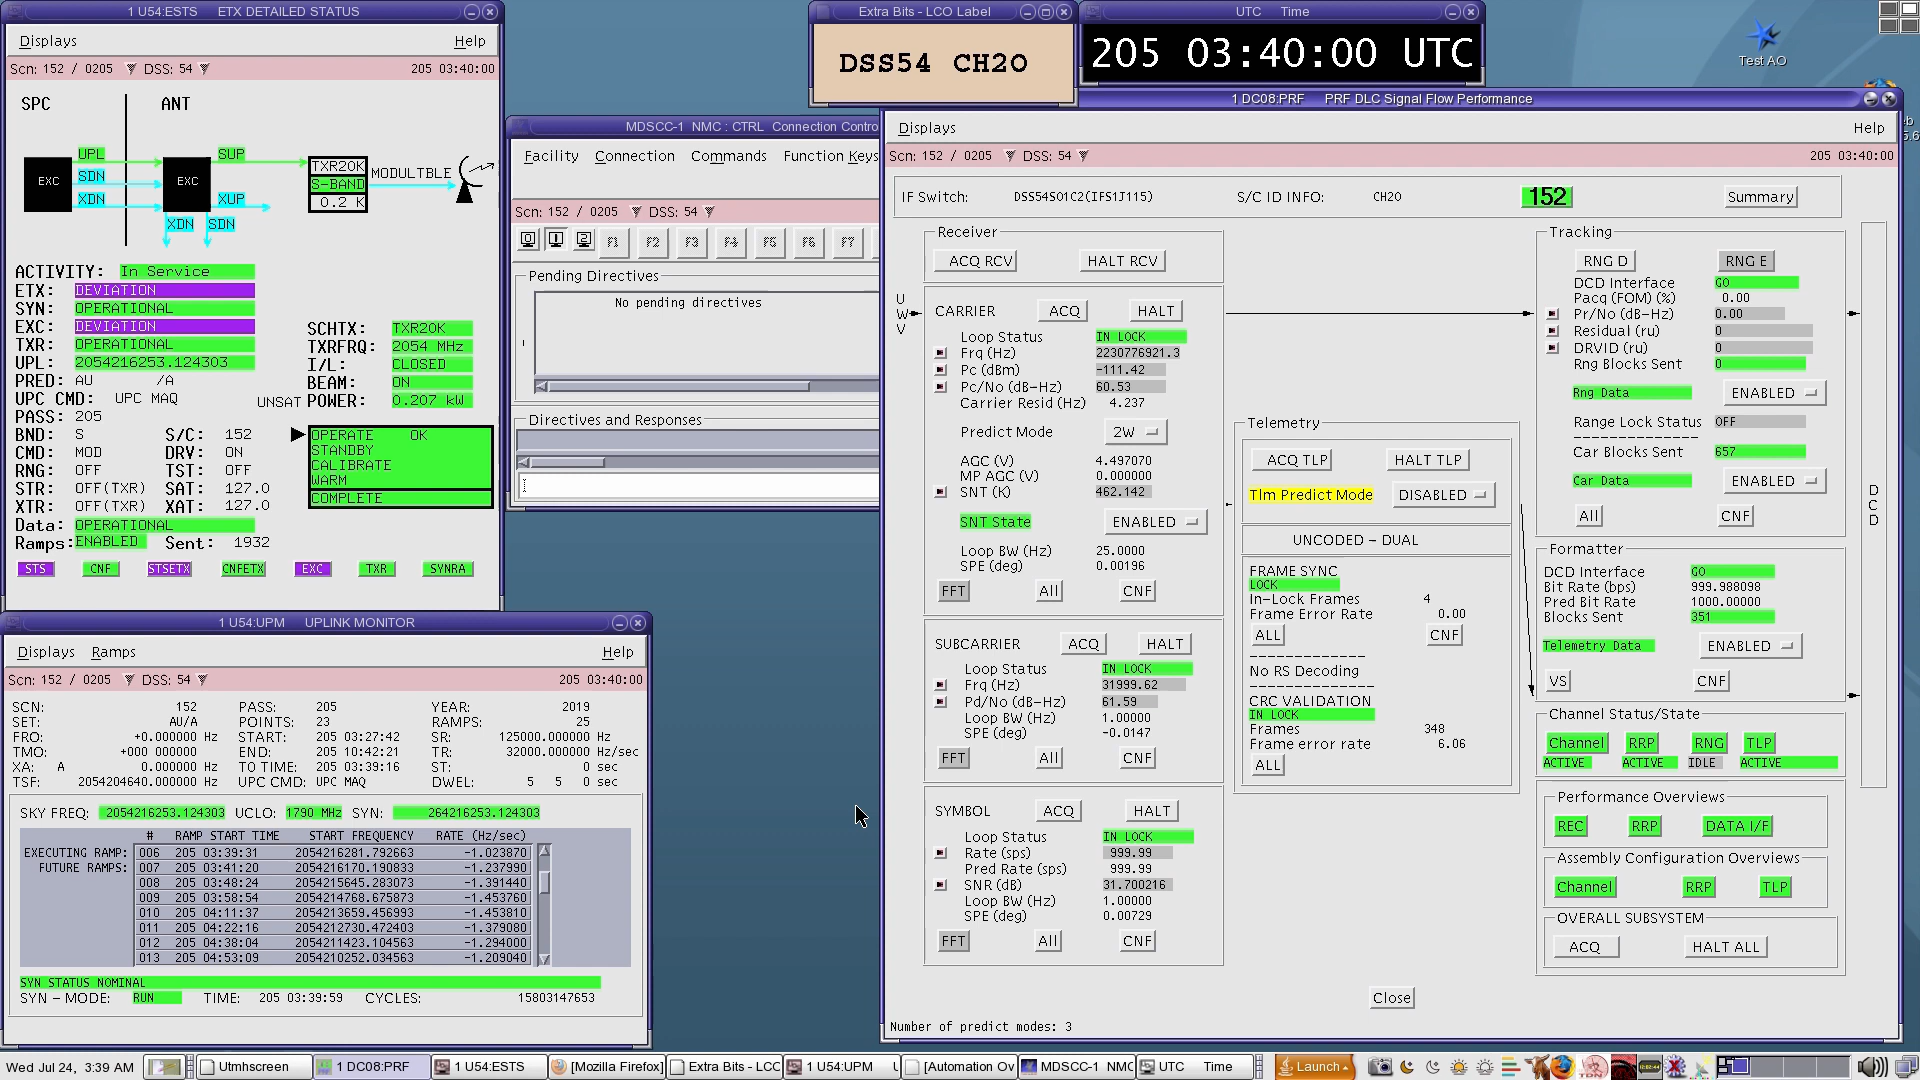 1 U54:ESTS ETX DETAILED STATUS
Displays
Help
Scn: 152 / 0205 DSS: 54 205 03:40:00
SPC ANT
UPL SUP
EXC SDN EXC
XDN XUP
XDN SDN
TXR20K
S-BAND
0.2 K
MODULTBLE
ACTIVITY: In Service
ETX: DEVIATION
SYN: OPERATIONAL
EXC: DEVIATION
TXR: OPERATIONAL
UPL: 2054216253.124303
PRED: AU /A
UPC CMD: UPC MAQ UNSAT
PASS: 205
BND: S S/C: 152
CMD: MOD DRV: ON
RNG: OFF TST: OFF
STR: OFF(TXR) SAT: 127.0
XTR: OFF(TXR) XAT: 127.0
Data: OPERATIONAL
Ramps: ENABLED Sent: 1932
SCHTX: TXR20K
TXRFRQ: 2054 MHz
I/L: CLOSED
BEAM: ON
POWER: 0.207 kW
OPERATE OK
STANDBY
CALIBRATE
WARM
COMPLETE
STS CNF STSETX CNFETX EXC TXR SYNRA
1 U54:UPM UPLINK MONITOR
Displays Ramps Help
Scn: 152 / 0205 DSS: 54 205 03:40:00
SCN: 152 PASS: 205 YEAR: 2019
SET: AU/A POINTS: 23 RAMPS: 25
FRO: +0.000000 Hz START: 205 03:27:42 SR: 125000.000000 Hz
TMO: +000 000000 END: 205 10:42:21 TR: 32000.000000 Hz/sec
XA: A 0.000000 Hz TO TIME: 205 03:39:16 ST: 0 sec
TSF: 2054204640.000000 Hz UPC CMD: UPC MAQ DWEL: 5 5 0 sec
SKY FREQ: 2054216253.124303 UCLO: 1790 MHz SYN: 264216253.124303
# RAMP START TIME START FREQUENCY RATE (Hz/sec)
EXECUTING RAMP: 006 205 03:39:31 2054216281.792663 -1.023870
FUTURE RAMPS: 007 205 03:41:20 2054216170.190833 -1.237990
008 205 03:48:24 2054215645.283073 -1.391440
009 205 03:58:54 2054214768.675873 -1.453760
010 205 04:11:37 2054213659.456993 -1.453810
011 205 04:22:16 2054212730.472403 -1.379080
012 205 04:38:04 2054211423.104563 -1.294000
013 205 04:53:09 2054210252.034563 -1.209040
SYN STATUS NOMINAL
SYN - MODE: RUN TIME: 205 03:39:59 CYCLES: 15803147653
MDSCC-1 NMC : CTRL Connection Contro
Facility Connection Commands Function Keys
Scn: 152 / 0205 DSS: 54
0 1 2 F1 F2 F3 F4 F5 F6 F7
Pending Directives
No pending directives
Directives and Responses
Extra Bits - LCO Label
DSS54 CH2O
UTC Time
205 03:40:00 UTC
Test AO
1 DC08:PRF PRF DLC Signal Flow Performance
Displays Help
Scn: 152 / 0205 DSS: 54 205 03:40:00
IF Switch: DSS54S01C2(IFS1J115) S/C ID INFO: CH2O 152 Summary
U
W
V
Receiver
ACQ RCV HALT RCV
CARRIER ACQ HALT
Loop Status IN LOCK
Frq (Hz) 2230776921.3
Pc (dBm) -111.42
Pc/No (dB-Hz) 60.53
Carrier Resid (Hz) 4.237
Predict Mode 2W
AGC (V) 4.497070
MP AGC (V) 0.000000
SNT (K) 462.142
SNT State ENABLED
Loop BW (Hz) 25.0000
SPE (deg) 0.00196
FFT All CNF
SUBCARRIER ACQ HALT
Loop Status IN LOCK
Frq (Hz) 31999.62
Pd/No (dB-Hz) 61.59
Loop BW (Hz) 1.00000
SPE (deg) -0.0147
FFT All CNF
SYMBOL ACQ HALT
Loop Status IN LOCK
Rate (sps) 999.99
Pred Rate (sps) 999.99
SNR (dB) 31.700216
Loop BW (Hz) 1.00000
SPE (deg) 0.00729
FFT All CNF
Telemetry
ACQ TLP HALT TLP
Tlm Predict Mode DISABLED
UNCODED - DUAL
FRAME SYNC
LOCK
In-Lock Frames 4
Frame Error Rate 0.00
ALL CNF
No RS Decoding
CRC VALIDATION
IN LOCK
Frames 348
Frame error rate 6.06
ALL
Tracking
RNG D RNG E
DCD Interface GO
Pacq (FOM) (%) 0.00
Pr/No (dB-Hz) 0.00
Residual (ru) 0
DRVID (ru) 0
Rng Blocks Sent 0
Rng Data ENABLED
Range Lock Status OFF
Car Blocks Sent 657
Car Data ENABLED
All CNF
Formatter
DCD Interface GO
Bit Rate (bps) 999.988098
Pred Bit Rate 1000.00000
Blocks Sent 351
Telemetry Data ENABLED
VS CNF
Channel Status/State
Channel RRP RNG TLP
ACTIVE ACTIVE IDLE ACTIVE
Performance Overviews
REC RRP DATA I/F
Assembly Configuration Overviews
Channel RRP TLP
OVERALL SUBSYSTEM
ACQ HALT ALL
D
C
D
Close
Number of predict modes: 3
Wed Jul 24, 3:39 AM Utmhscreen 1 DC08:PRF 1 U54:ESTS [Mozilla Firefox] Extra Bits - LCC 1 U54:UPM [Automation Ov MDSCC-1 NMC UTC Time Launch